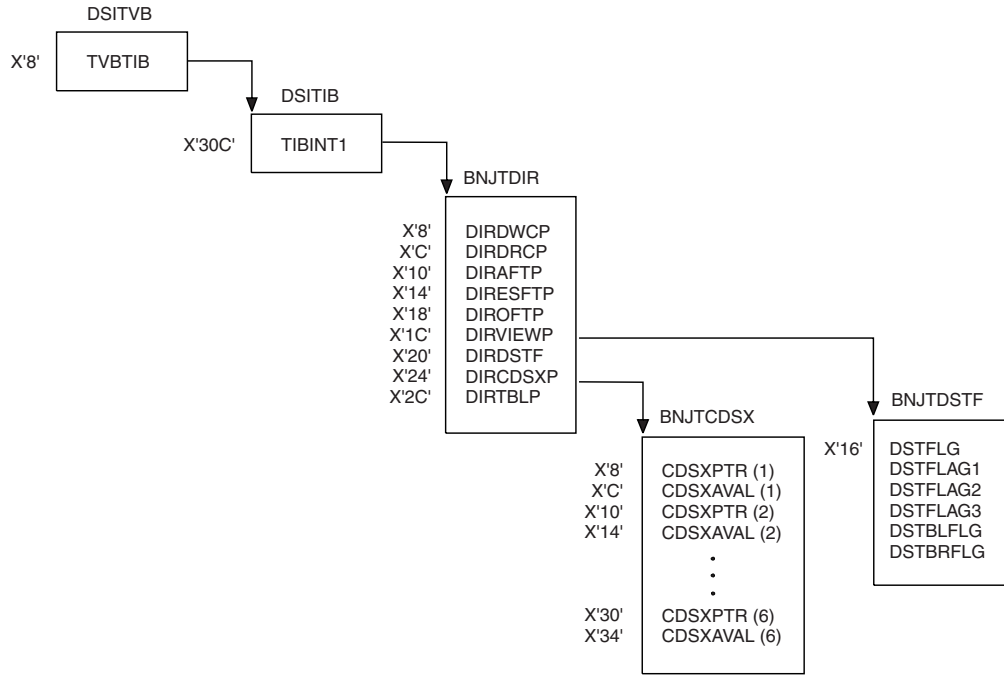 DSITVB
X'8' TVBTIB
DSITIB
X'30C' TIBINT1
BNJTDIR
X'8' DIRDWCP
X'C' DIRDRCP
X'10' DIRAFTP
X'14' DIRESFTP
X'18' DIROFTP
X'1C' DIRVIEWP
X'20' DIRDSTF
X'24' DIRCDSXP
X'2C' DIRTBLP
BNJTCDSX
X'8' CDSXPTR (1)
X'C' CDSXAVAL (1)
X'10' CDSXPTR (2)
X'14' CDSXAVAL (2)
X'30' CDSXPTR (6)
X'34' CDSXAVAL (6)
BNJTDSTF
X'16' DSTFLG
DSTFLAG1
DSTFLAG2
DSTFLAG3
DSTBLFLG
DSTBRFLG